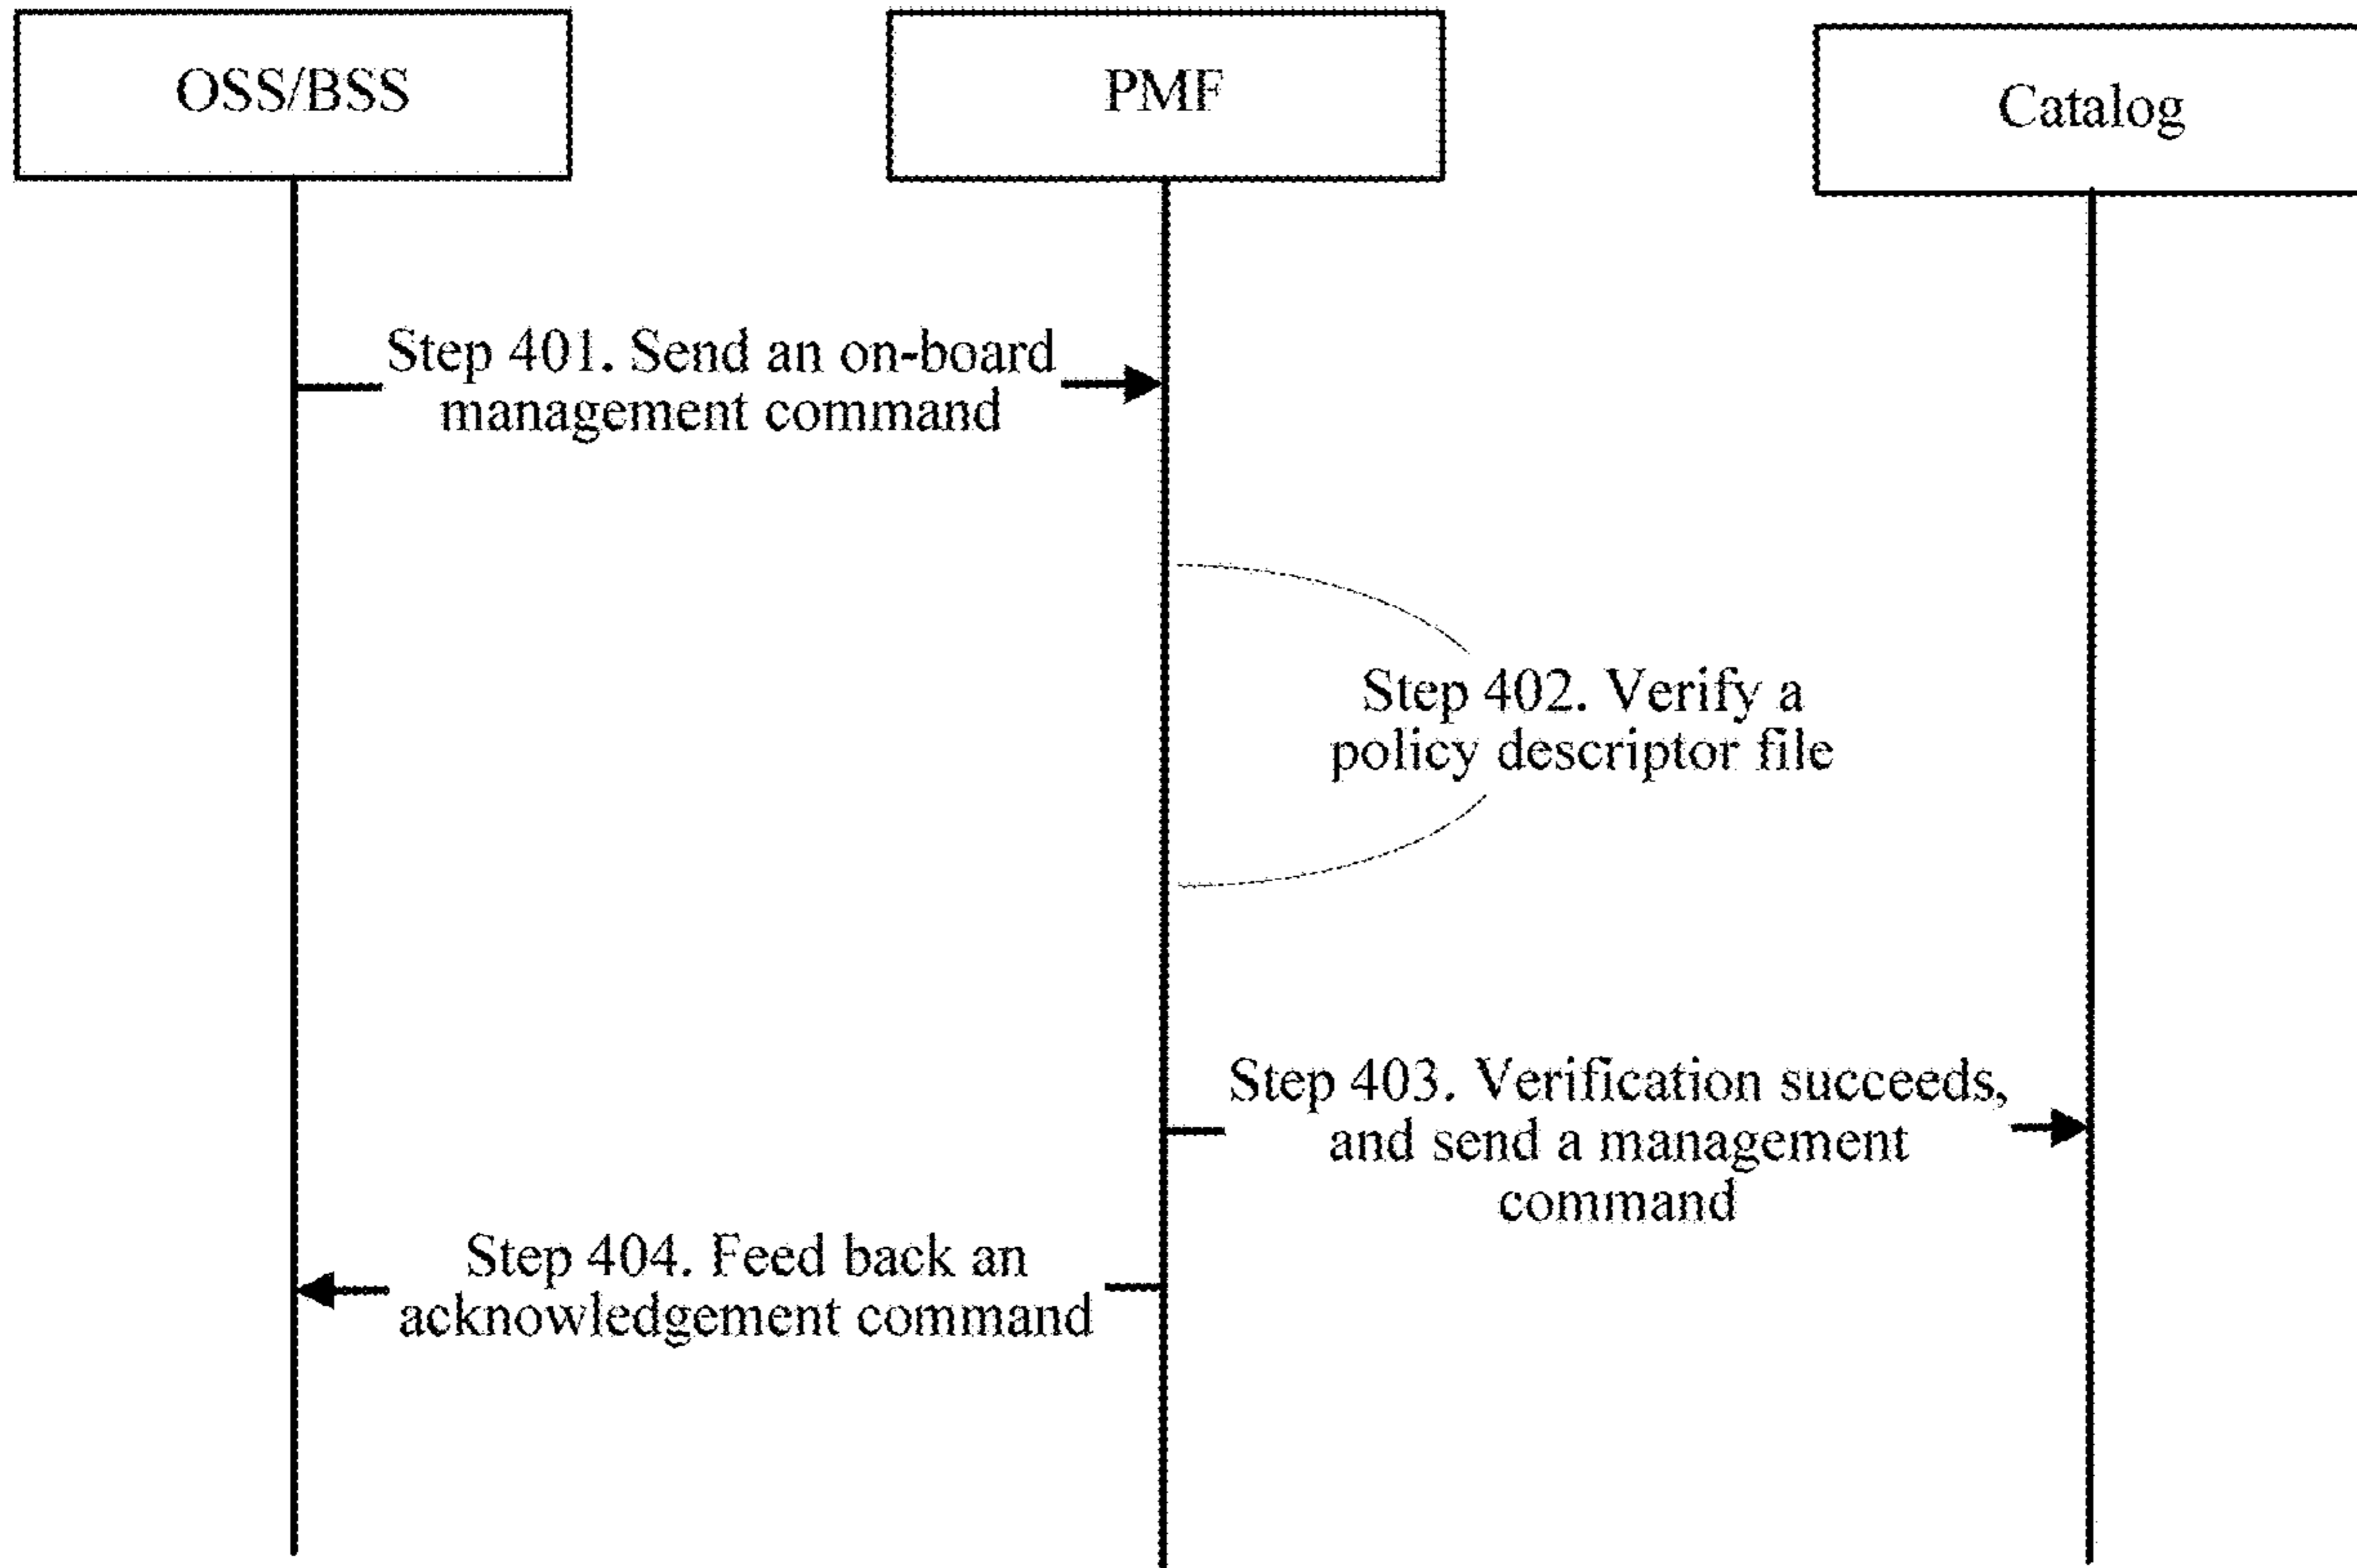 OSS/BSS
PMF
Catalog
Step 401. Send an on-board
management command
Step 402. Verify a
policy descriptor file
Step 403. Verification succeeds,
and send a management
command
Step 404. Feed back an
acknowledgement command